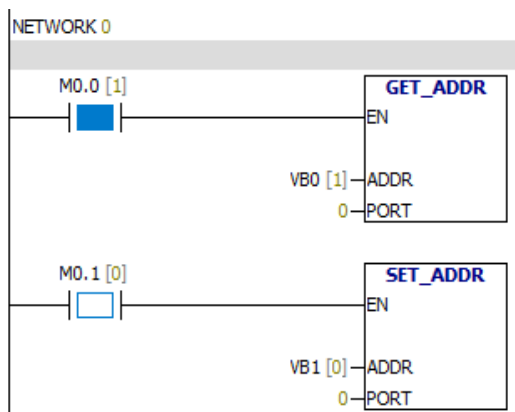 NETWORK 0
M0.0 [1]
GET_ADDR
EN
VB0 [1] ADDR
0 PORT
M0.1 [0]
SET_ADDR
EN
VB1 [0] ADDR
0 PORT